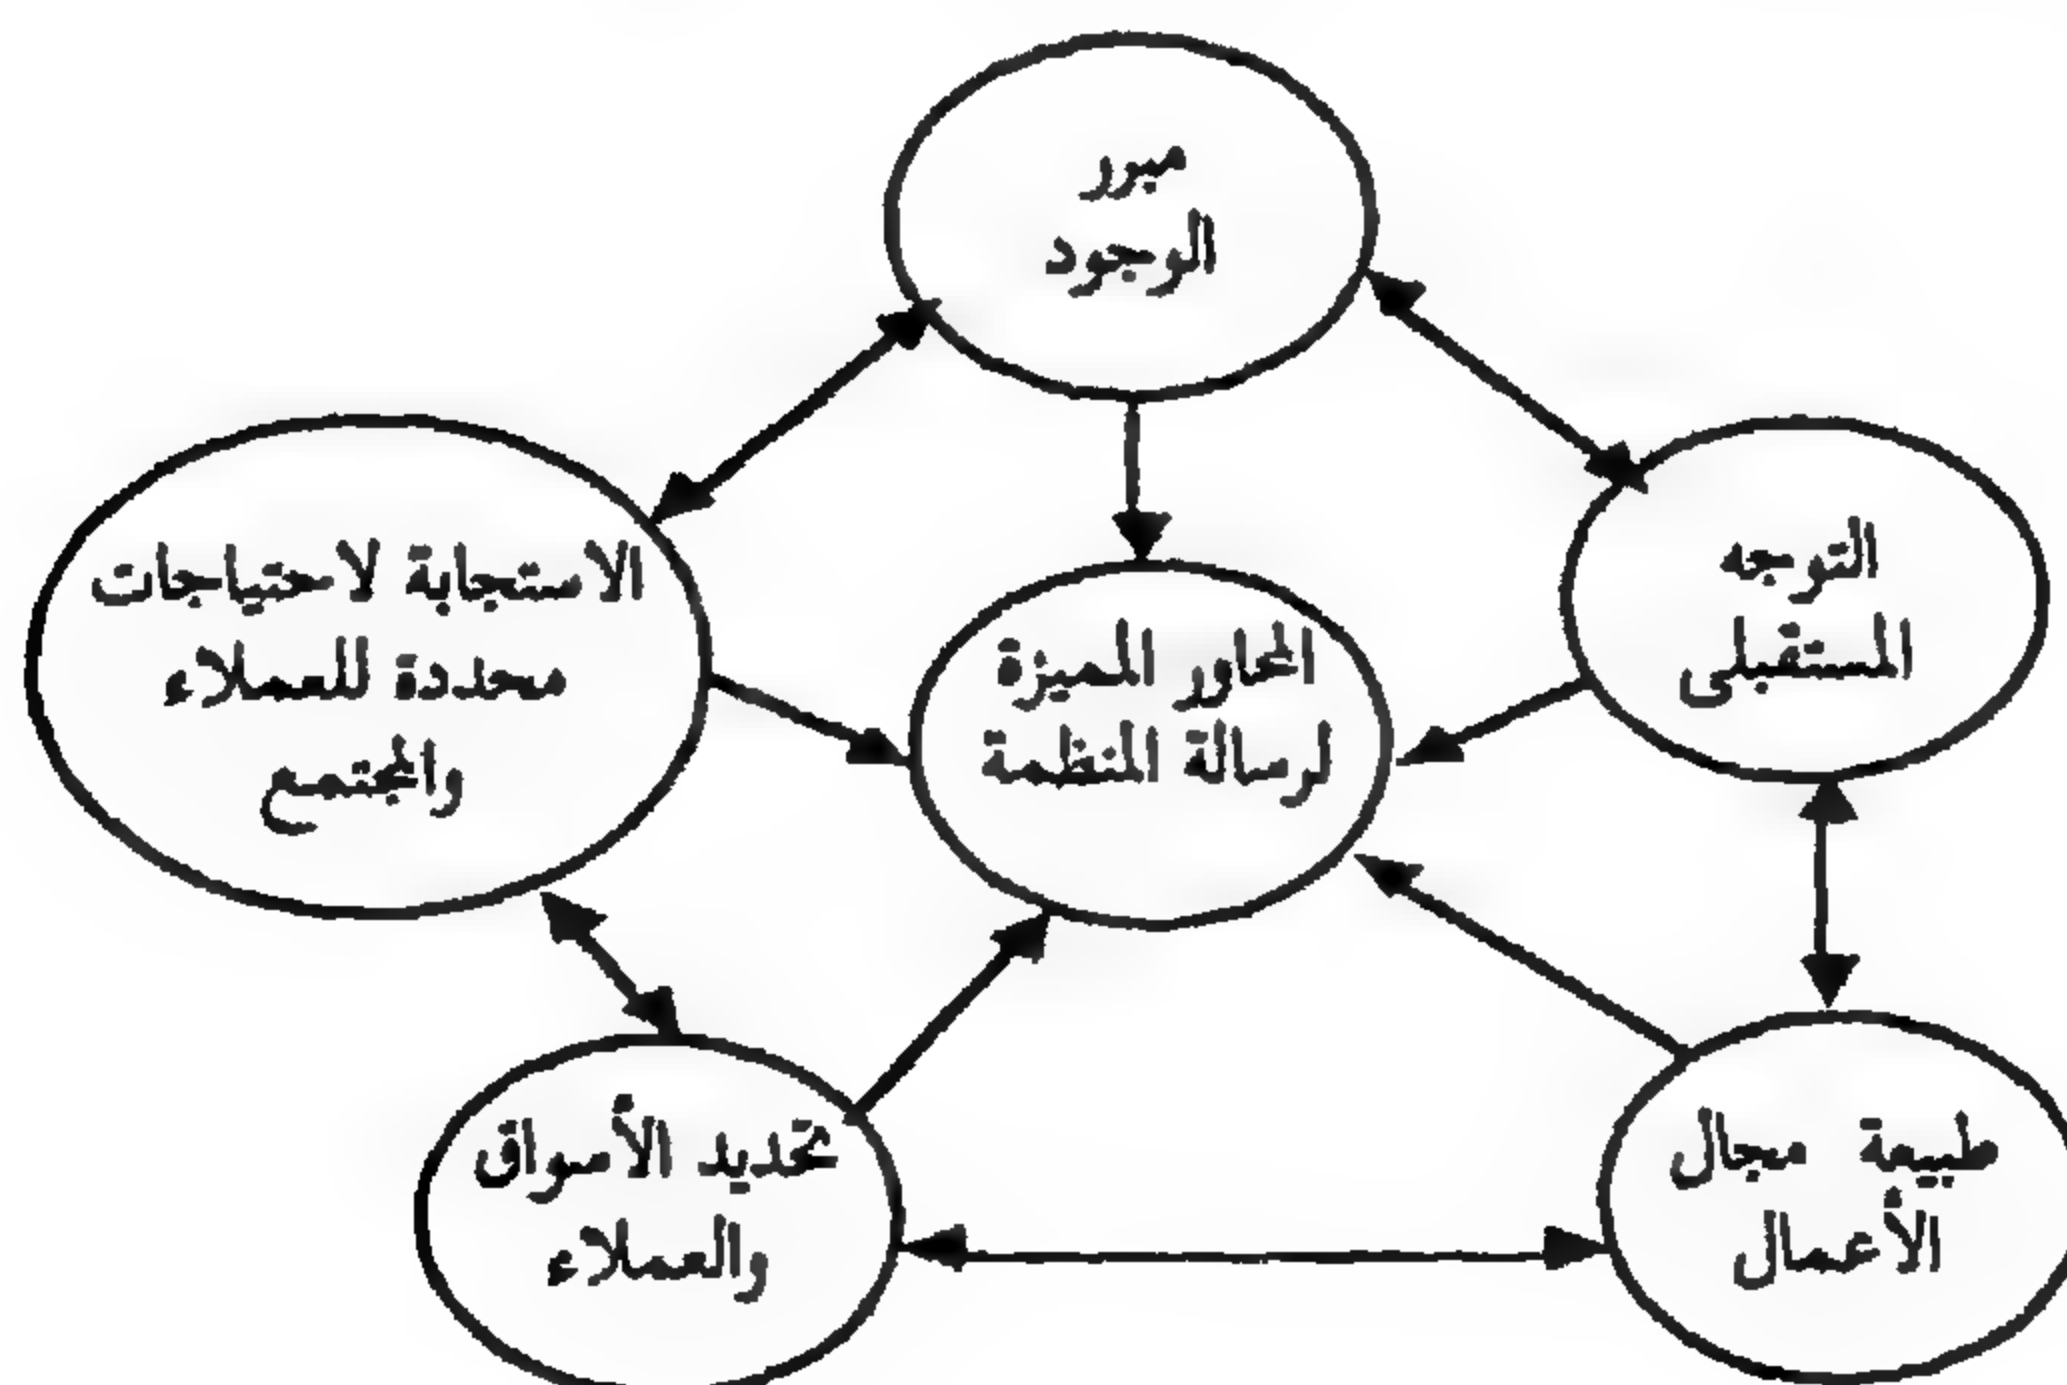 مبرر
الوجود
التوجه
المستقبلى
الاستجابة لاحتياجات
محددة للعملاء
والمجتمع
المحاور المميزة
لرسالة المنظمة
طبيعة مجال
الأعمال
تحديد الأسواق
والعملاء